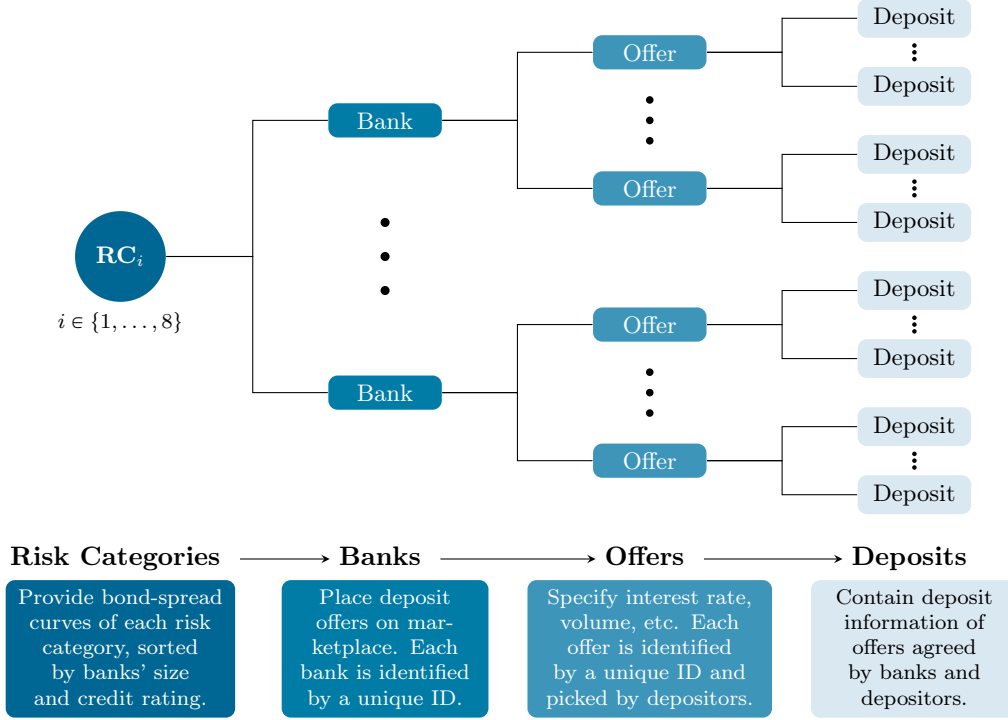 Deposit
Offer
Deposit
Bank
Deposit
Offer
Deposit
RC_i
i ∈ {1, . . . , 8}
Deposit
Offer
Deposit
Bank
Deposit
Offer
Deposit
Risk Categories
Banks
Offers
Deposits
Provide bond-spread
curves of each risk
category, sorted
by banks’ size
and credit rating.
Place deposit
offers on mar-
ketplace. Each
bank is identified
by a unique ID.
Specify interest rate,
volume, etc. Each
offer is identified
by a unique ID and
picked by depositors.
Contain deposit
information of
offers agreed
by banks and
depositors.